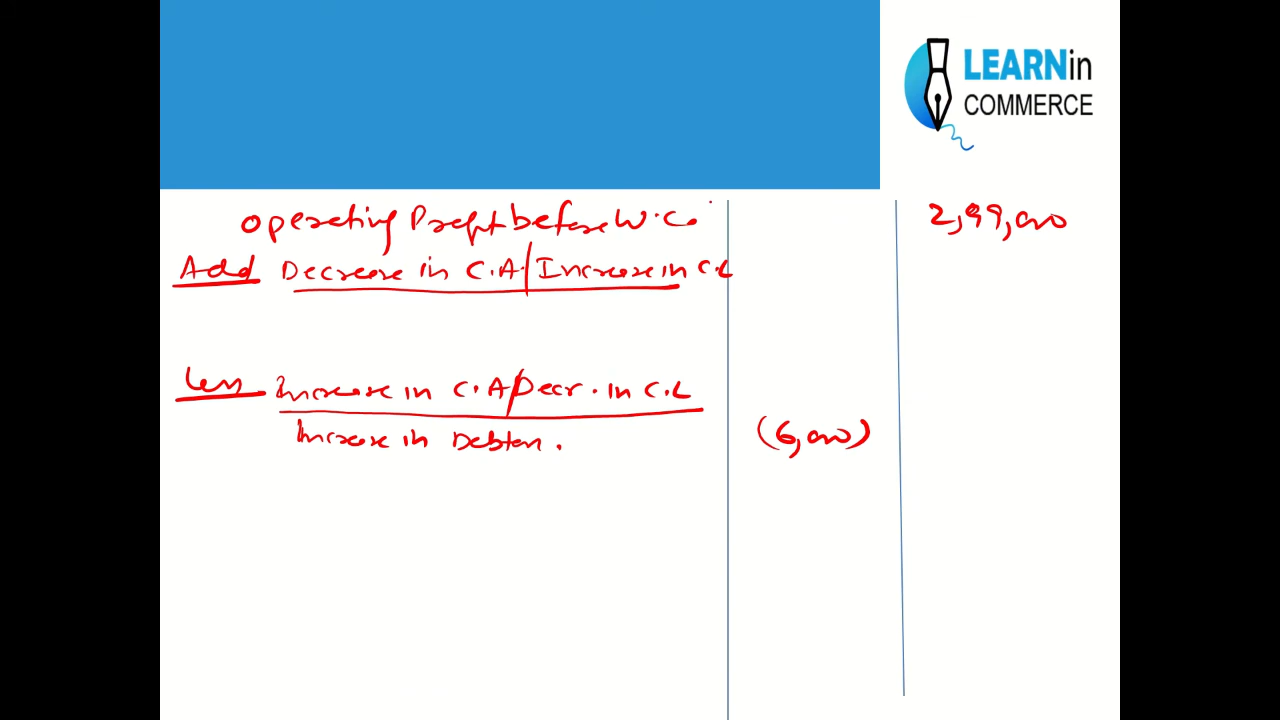 LEARNin
COMMERCE
Operating Profit before W.Co 2,99,000
Add Decrease in C.A./Increase in C.L
Less Increase in C.A/Decr. in C.L
Increase in Debtors. (6,000)